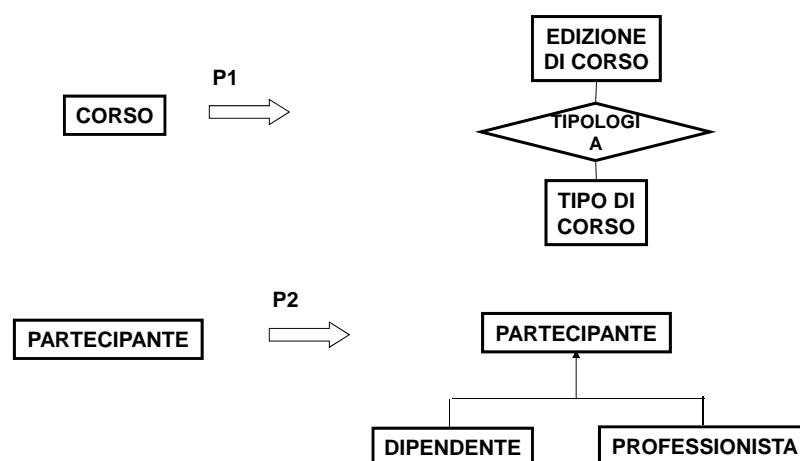 EDIZIONE
DI CORSO
P1
CORSO
TIPOLOGI
A
TIPO DI
CORSO
P2
PARTECIPANTE
PARTECIPANTE
DIPENDENTE
PROFESSIONISTA